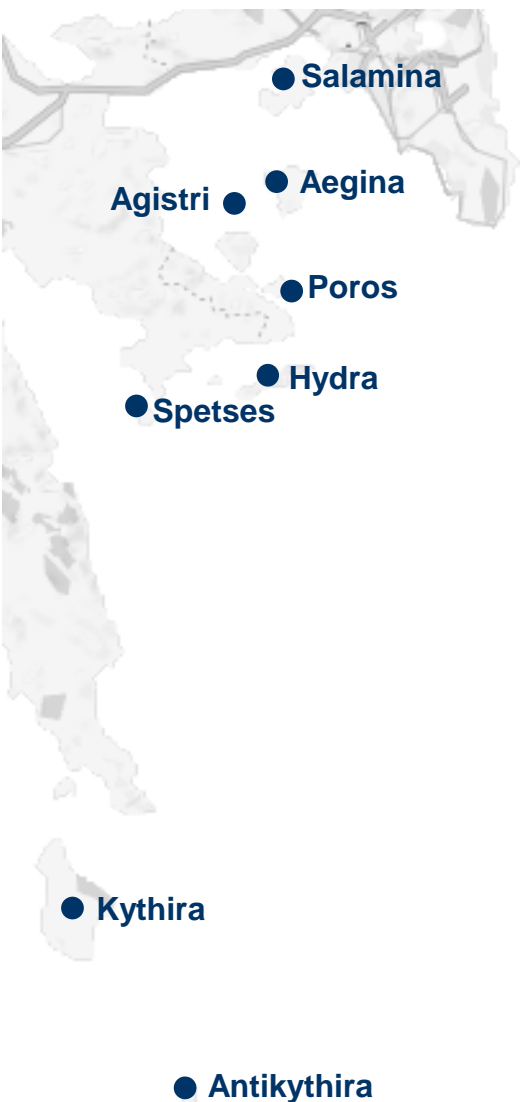 Salamina
Aegina
Agistri
Poros
Hydra
Spetses
Kythira
Antikythira